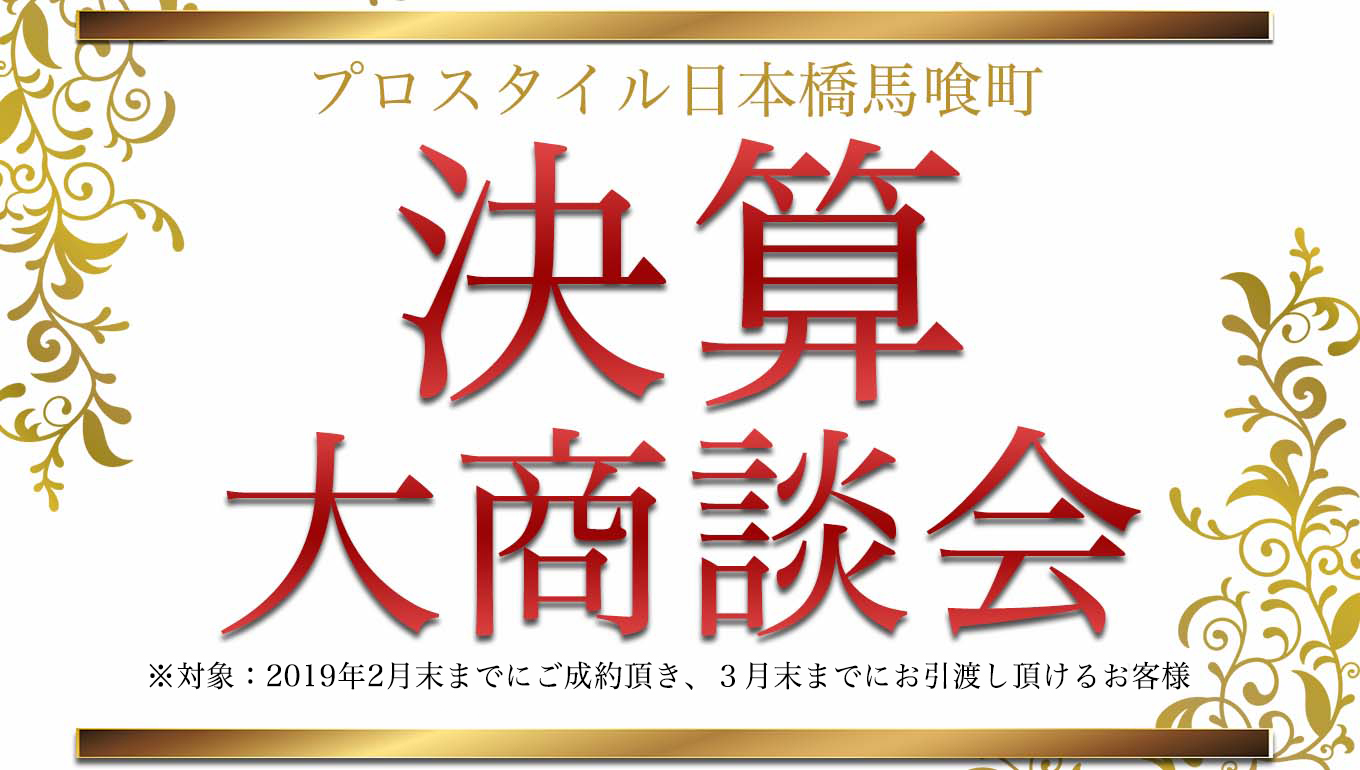 プロスタイル日本橋馬喰町
決算
大商談会
※対象：2019年2月末までにご成約頂き、３月末までにお引渡し頂けるお客様